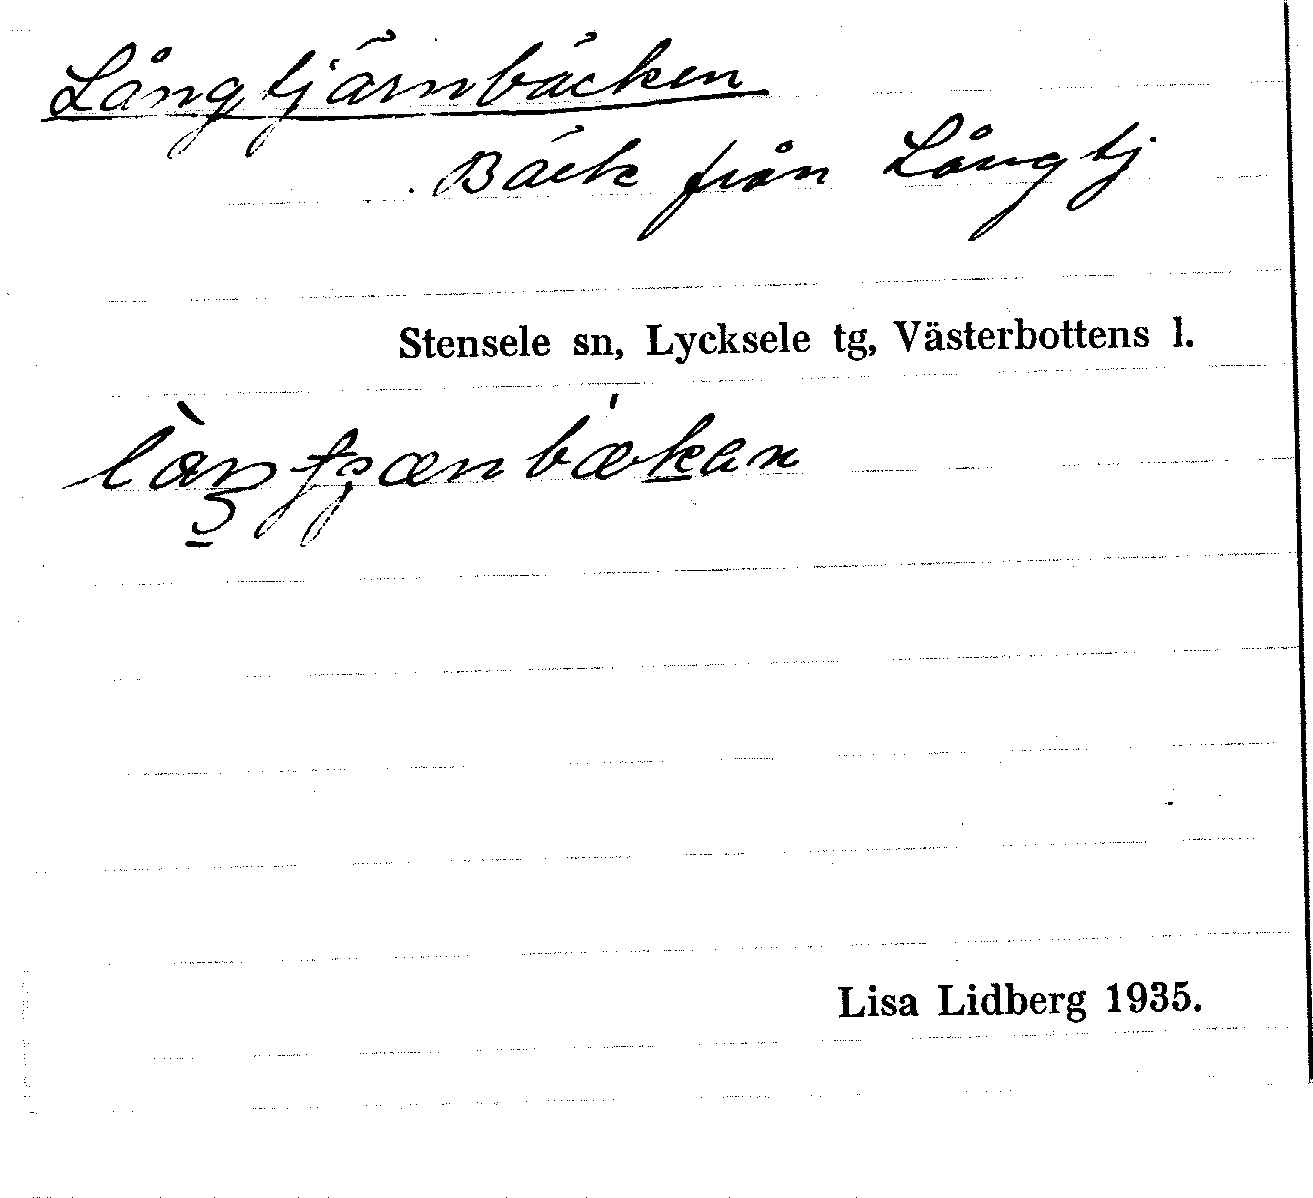 Långtjärnbäcken
Bäck från Långtj
Stensele sn, Lycksele tg, Västerbottens l.
Lisa Lidberg 1935.